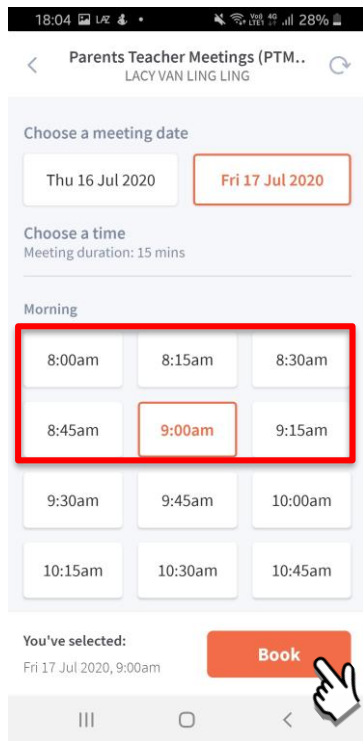 18:04 28%
Parents Teacher Meetings (PTM..
LACY VAN LING LING
Choose a meeting date
Thu 16 Jul 2020 Fri 17 Jul 2020
Choose a time
Meeting duration: 15 mins
Morning
8:00am 8:15am 8:30am
8:45am 9:00am 9:15am
9:30am 9:45am 10:00am
10:15am 10:30am 10:45am
You've selected:
Fri 17 Jul 2020, 9:00am
Book